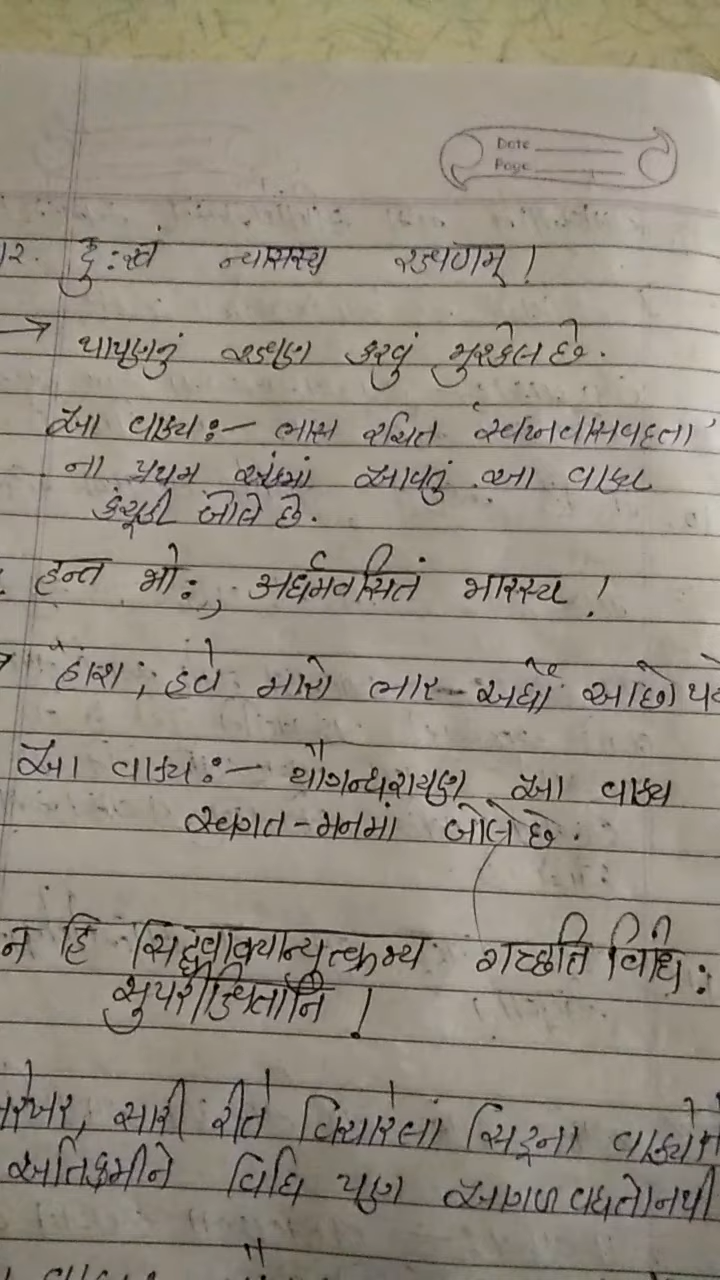 Date
Page
૧૨. दुःखं न्यासस्य रक्षणम् !
→ થાપણનું રક્ષણ કરવું મુશ્કેલ છે.
આ વાક્ય :- ભાસ રચિત 'સ્વપ્નવાસવદત્તા'
ના પ્રથમ અંકમાં આવતું આ વાક્ય
કંચૂકી બોલે છે.
हन्त भोः, अर्धमवसितं भारस्य !
હાશ, હવે મારો ભાર - અર્ધો ઓછો
આ વાક્ય :- યૌગન્ધરાયણ આ વાક્ય
સ્વગત - મનમાં બોલે છે.
न हि सिद्धवाक्यान्युत्क्रम्य गच्छति विधिः
सुपरीक्षितानि !
સારી રીતે વિચારેલાં સિદ્ધના
અતિક્રમીને વિધિ પણ આગળ વધતો નથી